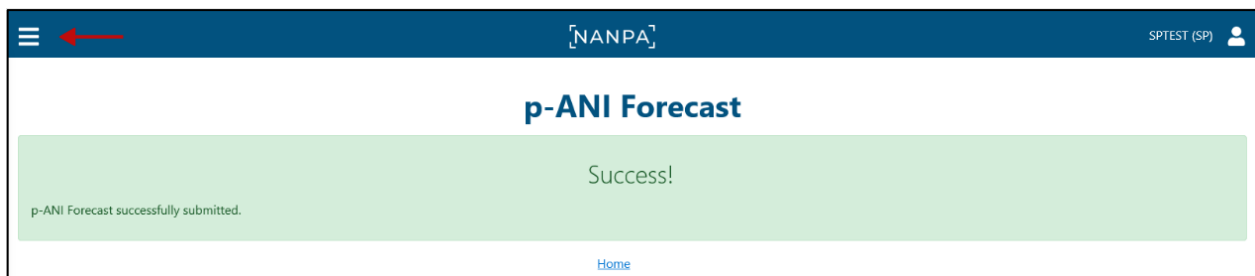 [NANPA]
SPTEST (SP)
p-ANI Forecast
Success!
p-ANI Forecast successfully submitted.
Home